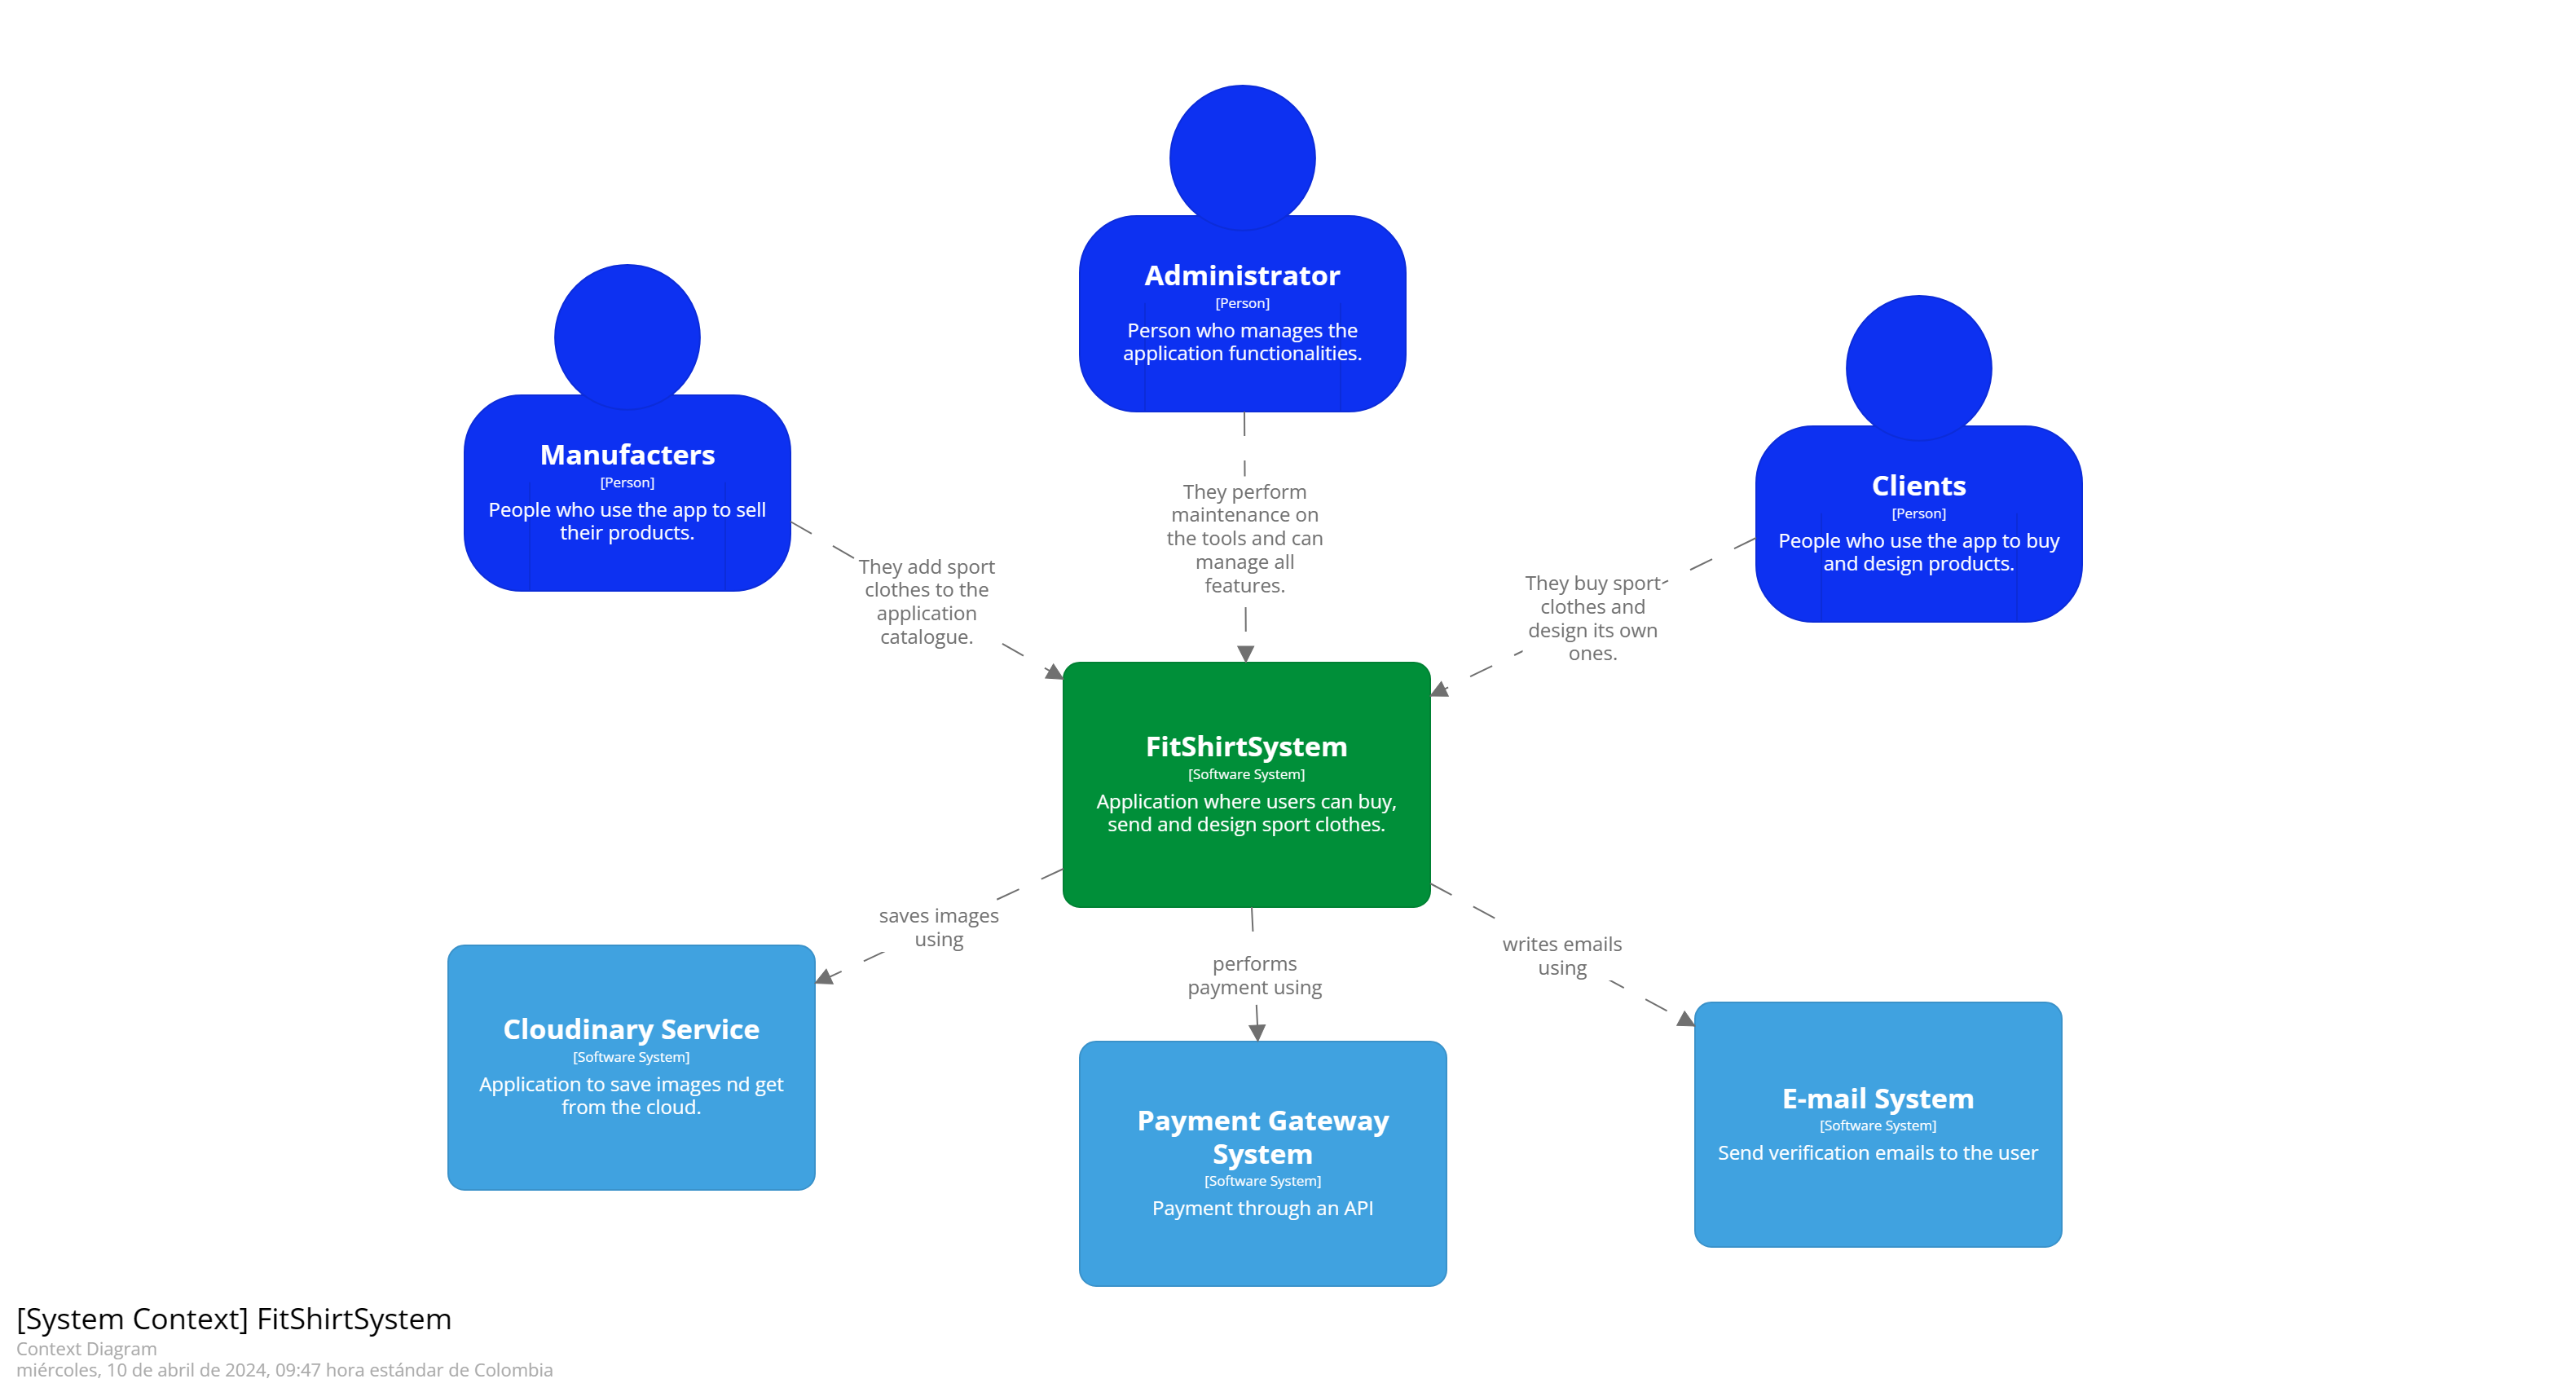 Administrator
[Person]
Person who manages the
application functionalities.
Manufacters
[Person]
People who use the app to sell
their products.
Clients
[Person]
People who use the app to buy
and design products.
They add sport
clothes to the
application
catalogue.
They perform
maintenance on
the tools and can
manage all
features.
They buy sport
clothes and
design its own
ones.
FitShirtSystem
[Software System]
Application where users can buy,
send and design sport clothes.
saves images
using
performs
payment using
writes emails
using
Cloudinary Service
[Software System]
Application to save images nd get
from the cloud.
Payment Gateway
System
[Software System]
Payment through an API
E-mail System
[Software System]
Send verification emails to the user
[System Context] FitShirtSystem
Context Diagram
miércoles, 10 de abril de 2024, 09:47 hora estándar de Colombia